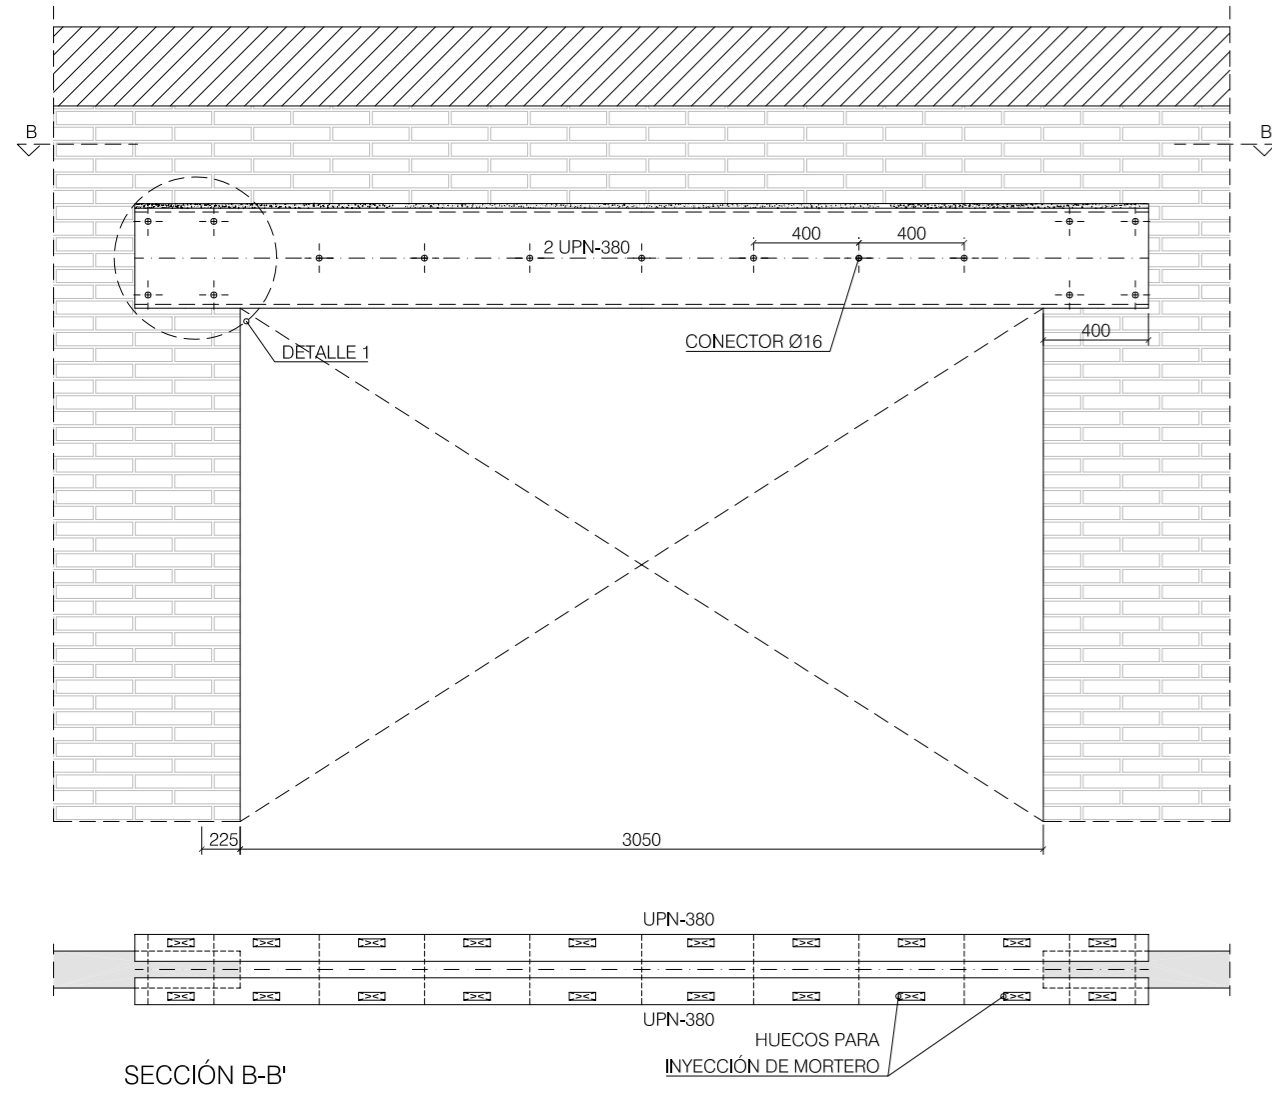 B
B'
2 UPN-380
400
400
CONECTOR Ø16
400
DETALLE 1
225
3050
UPN-380
UPN-380
HUECOS PARA
INYECCIÓN DE MORTERO
SECCIÓN B-B'